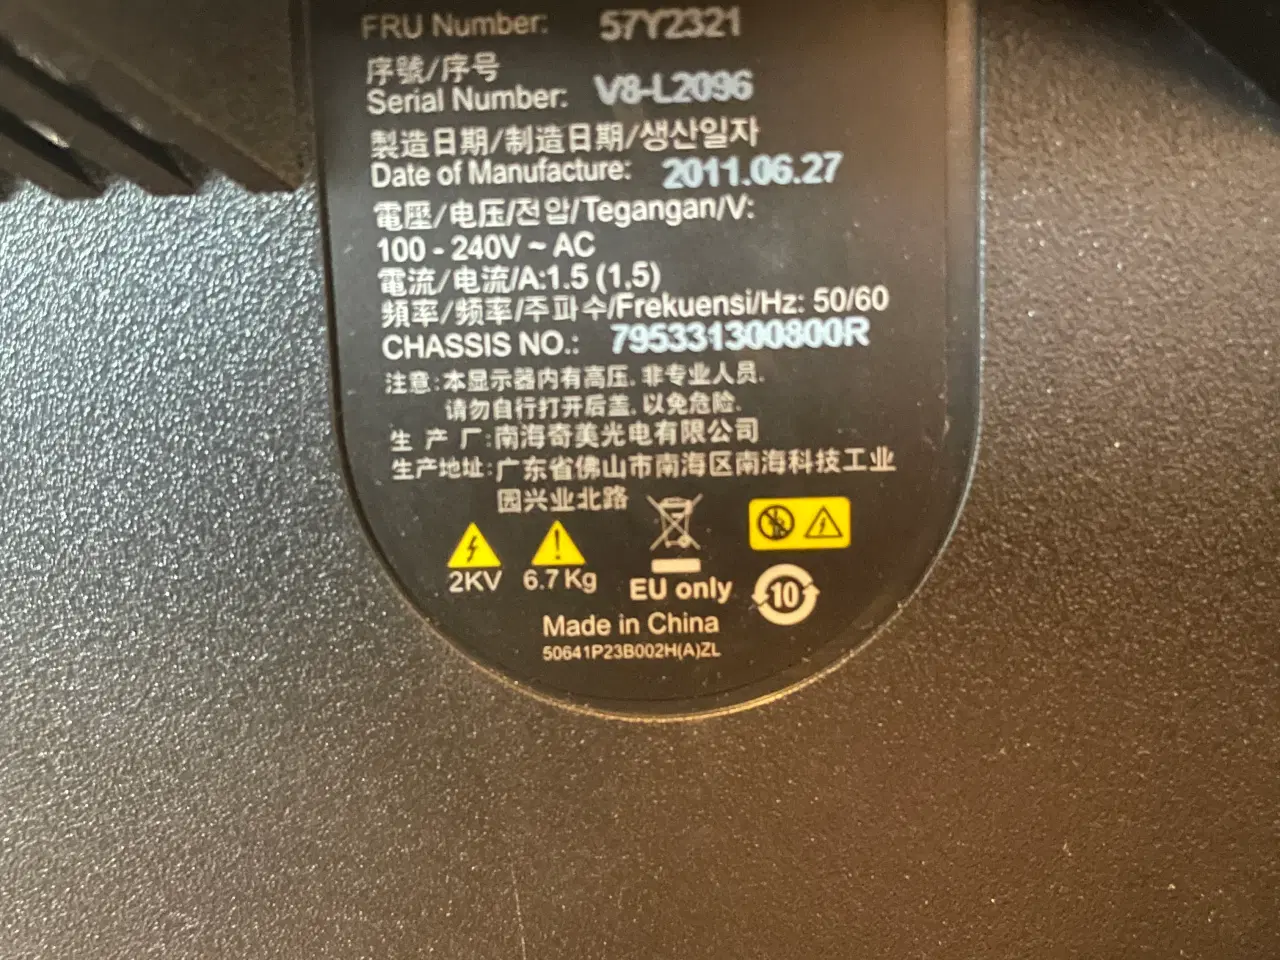 FRU Number: 57Y2321
序號/序号
Serial Number: V8-L2096
製造日期/制造日期/생산일자
Date of Manufacture: 2011.06.27
電壓/电压/전압/Tegangan/V:
100 - 240V ~ AC
電流/电流/A:1.5 (1,5)
頻率/频率/주파수/Frekuensi/Hz: 50/60
CHASSIS NO.: 795331300800R
注意:本显示器内有高压.非专业人员.
请勿自行打开后盖.以免危险.
生 产 厂:南海奇美光电有限公司
生产地址:广东省佛山市南海区南海科技工业
园兴业北路
2KV 6.7 Kg EU only 10
Made in China
50641P23B002H(A)ZL